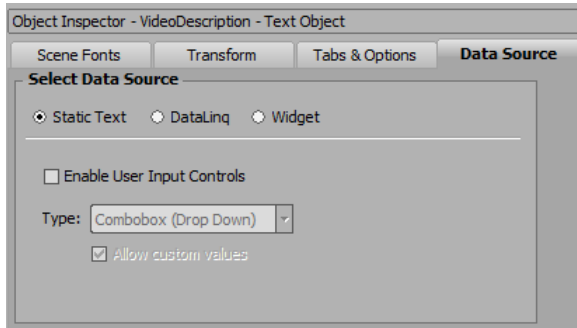 Object Inspector - VideoDescription - Text Object
Scene Fonts Transform Tabs & Options Data Source
Select Data Source
Static Text DataLinq Widget
Enable User Input Controls
Type: Combobox (Drop Down)
Allow custom values